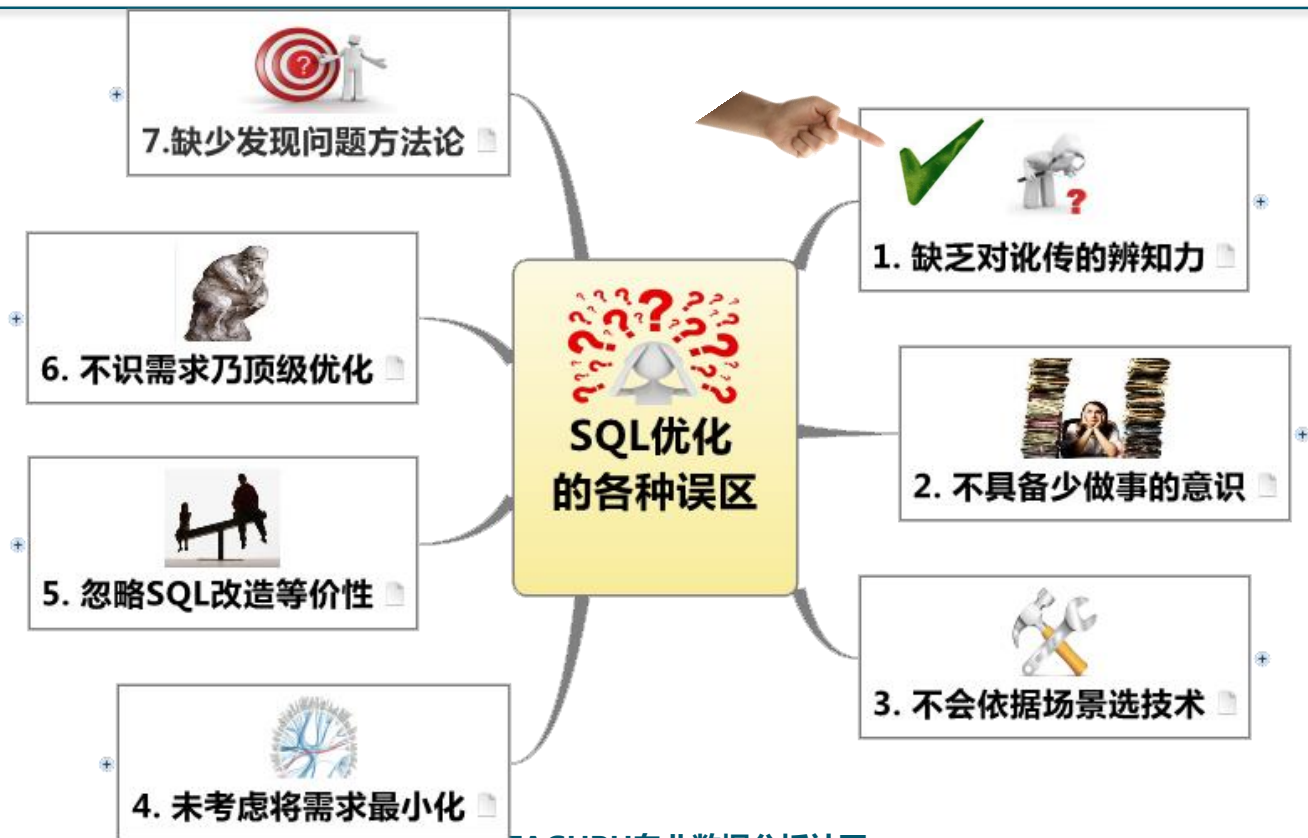 7.缺少发现问题方法论
1. 缺乏对讹传的辨知力
6. 不识需求乃顶级优化
SQL优化
的各种误区
2. 不具备少做事的意识
5. 忽略SQL改造等价性
3. 不会依据场景选技术
4. 未考虑将需求最小化